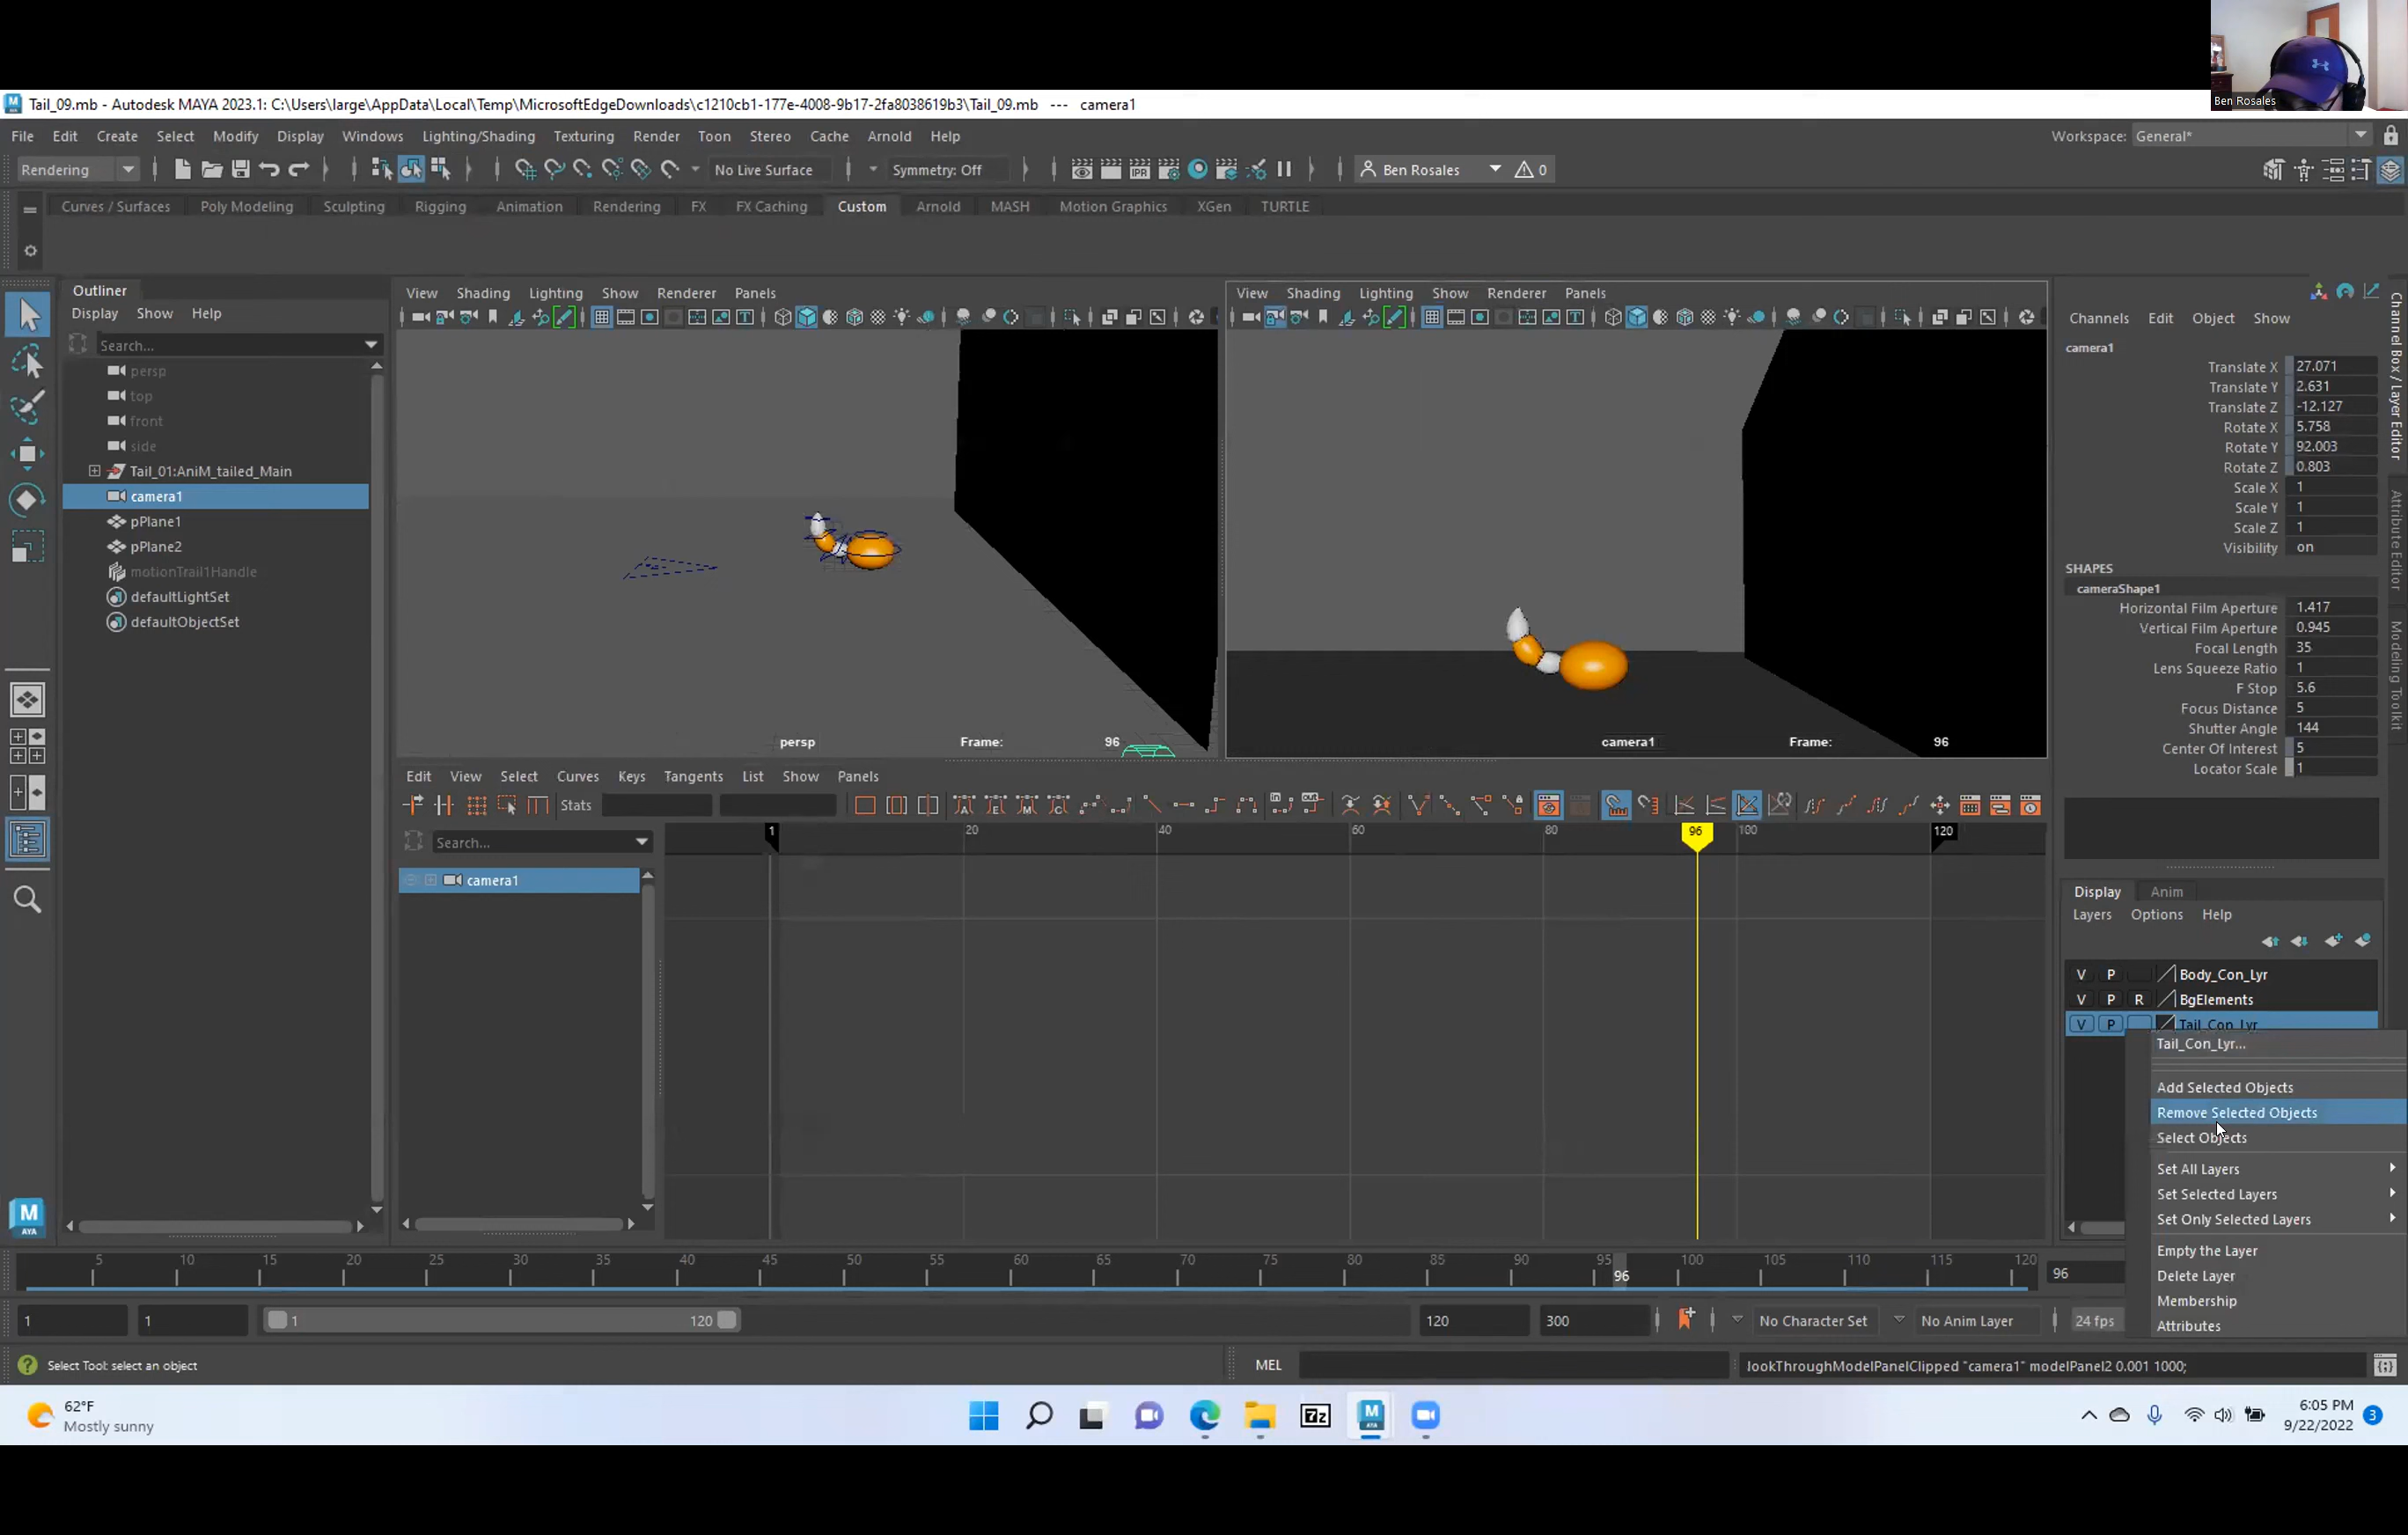 Ben Rosales
Tail_09.mb - Autodesk MAYA 2023.1: C:\Users\large\AppData\Local\Temp\MicrosoftEdgeDownloads\c1210cb1-177e-4008-9b17-2fa8038619b3\Tail_09.mb --- camera1
File Edit Create Select Modify Display Windows Lighting/Shading Texturing Render Toon Stereo Cache Arnold Help
Workspace: General*
Rendering No Live Surface Symmetry: Off IPR Ben Rosales 0
Curves / Surfaces Poly Modeling Sculpting Rigging Animation Rendering FX FX Caching Custom Arnold MASH Motion Graphics XGen TURTLE
Outliner
Display Show Help
Search...
persp
top
front
side
Tail_01:AniM_tailed_Main
camera1
pPlane1
pPlane2
motionTrail1Handle
defaultLightSet
defaultObjectSet
View Shading Lighting Show Renderer Panels
persp Frame: 96
View Shading Lighting Show Renderer Panels
camera1 Frame: 96
Channels Edit Object Show
camera1
Translate X 27.071
Translate Y 2.631
Translate Z -12.127
Rotate X 5.758
Rotate Y 92.003
Rotate Z 0.803
Scale X 1
Scale Y 1
Scale Z 1
Visibility on
SHAPES
cameraShape1
Horizontal Film Aperture 1.417
Vertical Film Aperture 0.945
Focal Length 35
Lens Squeeze Ratio 1
F Stop 5.6
Focus Distance 5
Shutter Angle 144
Center Of Interest 5
Locator Scale 1
Channel Box / Layer Editor
Attribute Editor
Modeling Toolkit
Edit View Select Curves Keys Tangents List Show Panels
Stats
Search...
camera1
1 20 40 60 80 96 100 120
Display Anim
Layers Options Help
V P Body_Con_Lyr
V P R BgElements
V P Tail_Con_Lyr
Tail_Con_Lyr...
Add Selected Objects
Remove Selected Objects
Select Objects
Set All Layers
Set Selected Layers
Set Only Selected Layers
Empty the Layer
Delete Layer
Membership
Attributes
M
AYA
5 10 15 20 25 30 35 40 45 50 55 60 65 70 75 80 85 90 95 96 100 105 110 115 120
96
1 1 1 120 120 300 No Character Set No Anim Layer 24 fps
Select Tool: select an object
MEL lookThroughModelPanelClipped "camera1" modelPanel2 0.001 1000;
62°F
Mostly sunny
7z
M
AYA
6:05 PM
9/22/2022
3